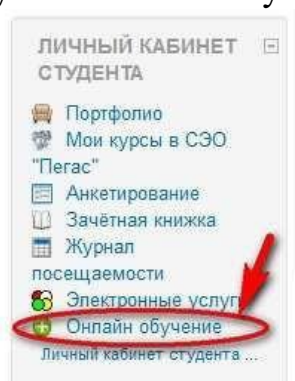 ЛИЧНЫЙ КАБИНЕТ
СТУДЕНТА
Портфолио
Мои курсы в СЭО
"Пегас"
Анкетирование
Зачётная книжка
Журнал
посещаемости
Электронные услуги
Онлайн обучение
Личный кабинет студента ...